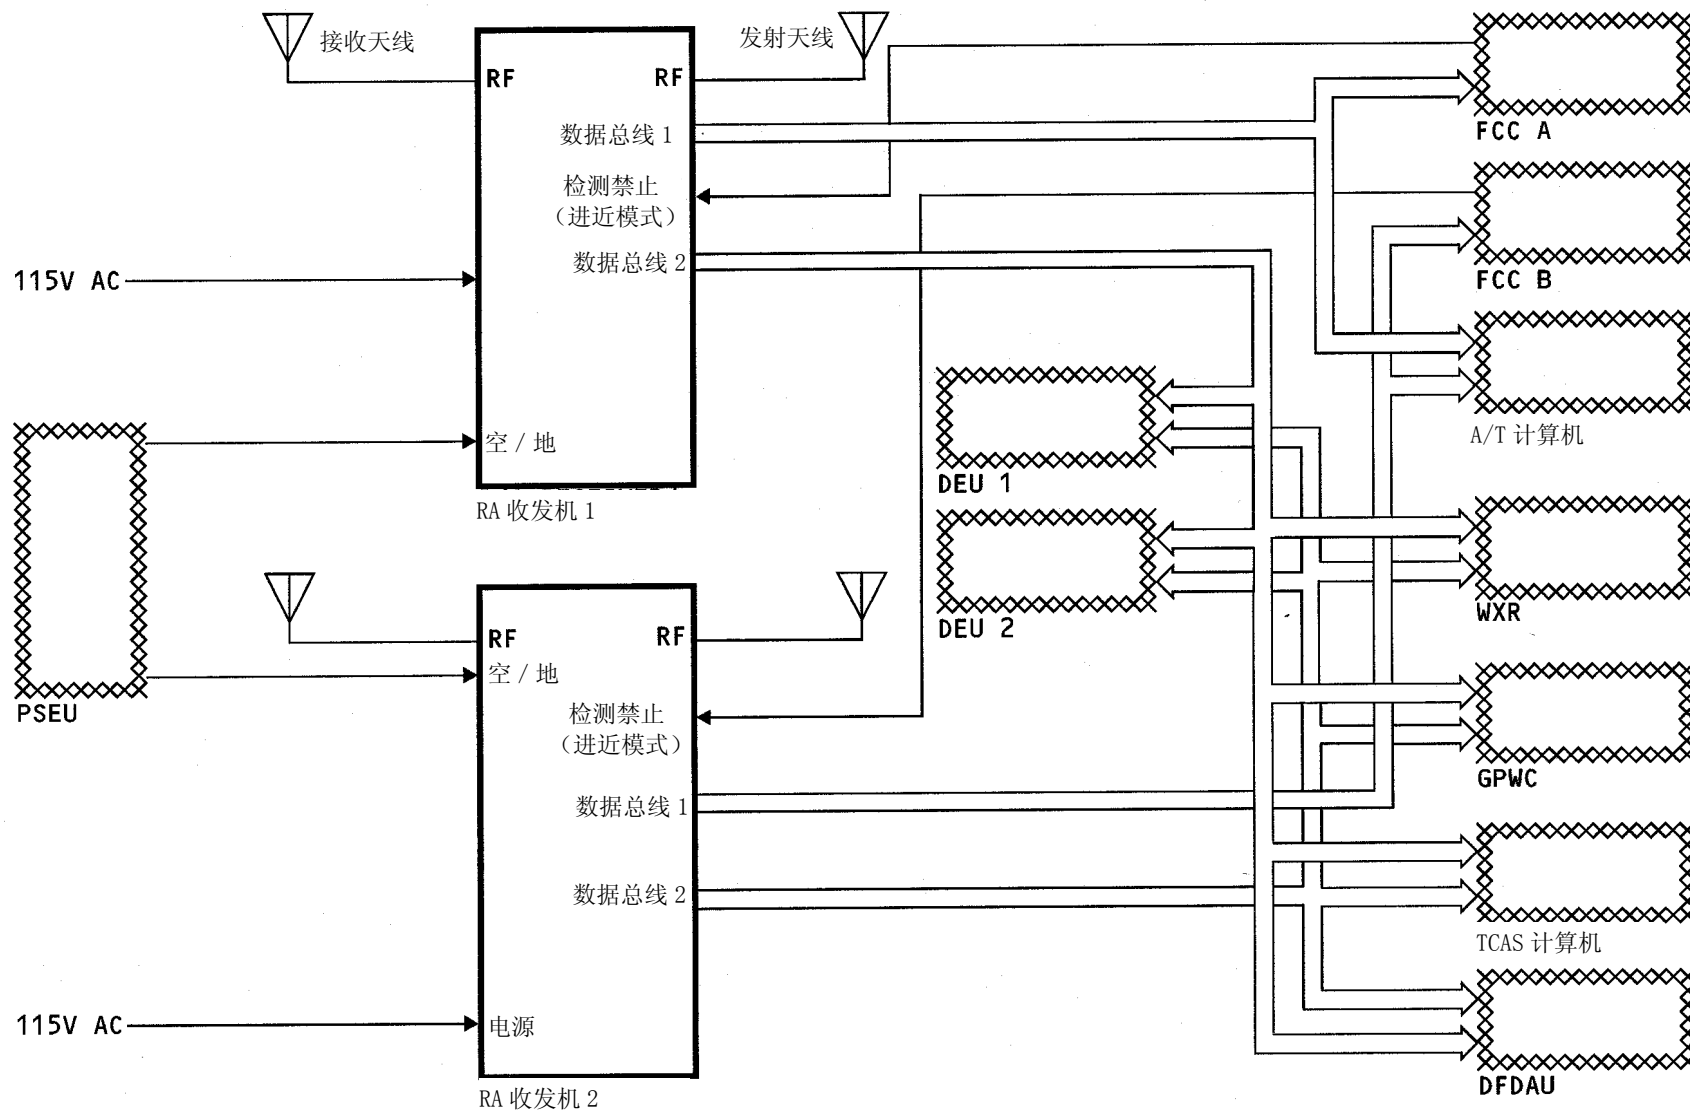 接收天线
发射天线
RF
RF
数据总线 1
检测禁止
（进近模式）
数据总线 2
115V AC
空 / 地
RA 收发机 1
PSEU
RF
RF
空 / 地
检测禁止
（进近模式）
数据总线 1
数据总线 2
115V AC
电源
RA 收发机 2
DEU 1
DEU 2
FCC A
FCC B
A/T 计算机
WXR
GPWC
TCAS 计算机
DFDAU